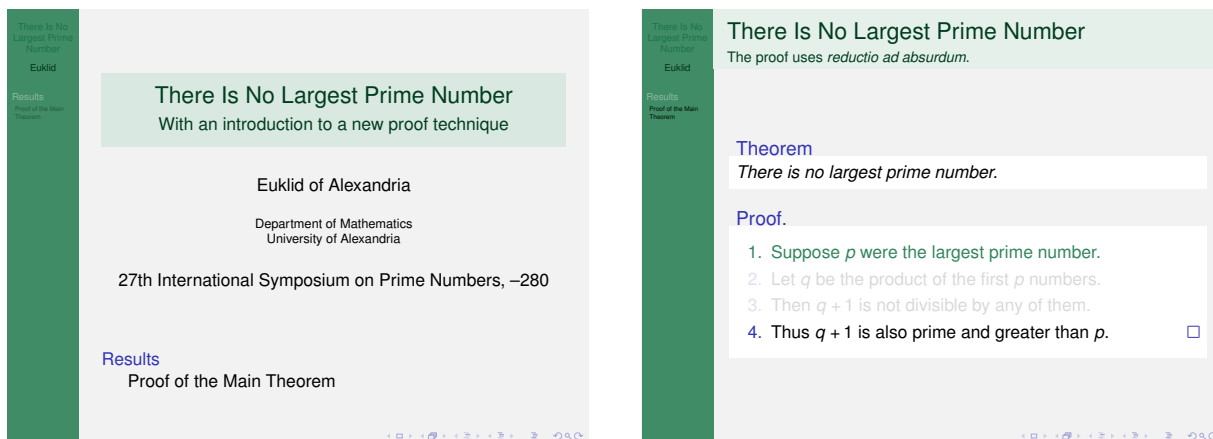 There Is No
Largest Prime
Number
Euklid
Results
Proof of the Main
Theorem
There Is No Largest Prime Number
With an introduction to a new proof technique
Euklid of Alexandria
Department of Mathematics
University of Alexandria
27th International Symposium on Prime Numbers, –280
Results
Proof of the Main Theorem
There Is No
Largest Prime
Number
Euklid
Results
Proof of the Main
Theorem
There Is No Largest Prime Number
The proof uses reductio ad absurdum.
Theorem
There is no largest prime number.
Proof.
1. Suppose p were the largest prime number.
2. Let q be the product of the first p numbers.
3. Then q + 1 is not divisible by any of them.
4. Thus q + 1 is also prime and greater than p. □